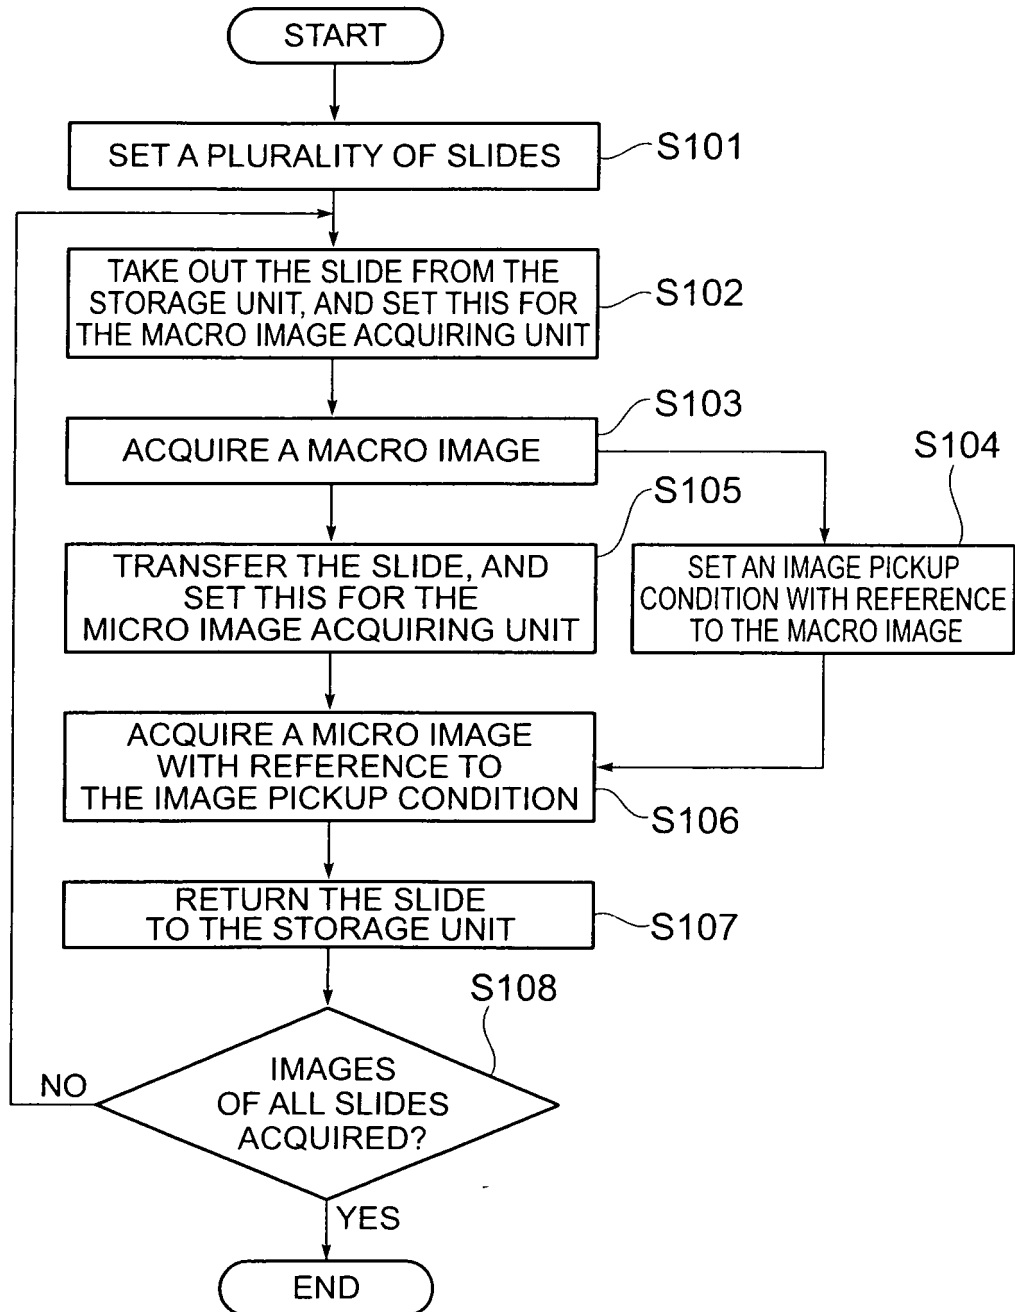 START
SET A PLURALITY OF SLIDES
S101
TAKE OUT THE SLIDE FROM THE
STORAGE UNIT, AND SET THIS FOR
THE MACRO IMAGE ACQUIRING UNIT
S102
ACQUIRE A MACRO IMAGE
S103
S104
SET AN IMAGE PICKUP
CONDITION WITH REFERENCE
TO THE MACRO IMAGE
S105
TRANSFER THE SLIDE, AND
SET THIS FOR THE
MICRO IMAGE ACQUIRING UNIT
ACQUIRE A MICRO IMAGE
WITH REFERENCE TO
THE IMAGE PICKUP CONDITION
S106
RETURN THE SLIDE
TO THE STORAGE UNIT
S107
S108
IMAGES
OF ALL SLIDES
ACQUIRED?
NO
YES
END